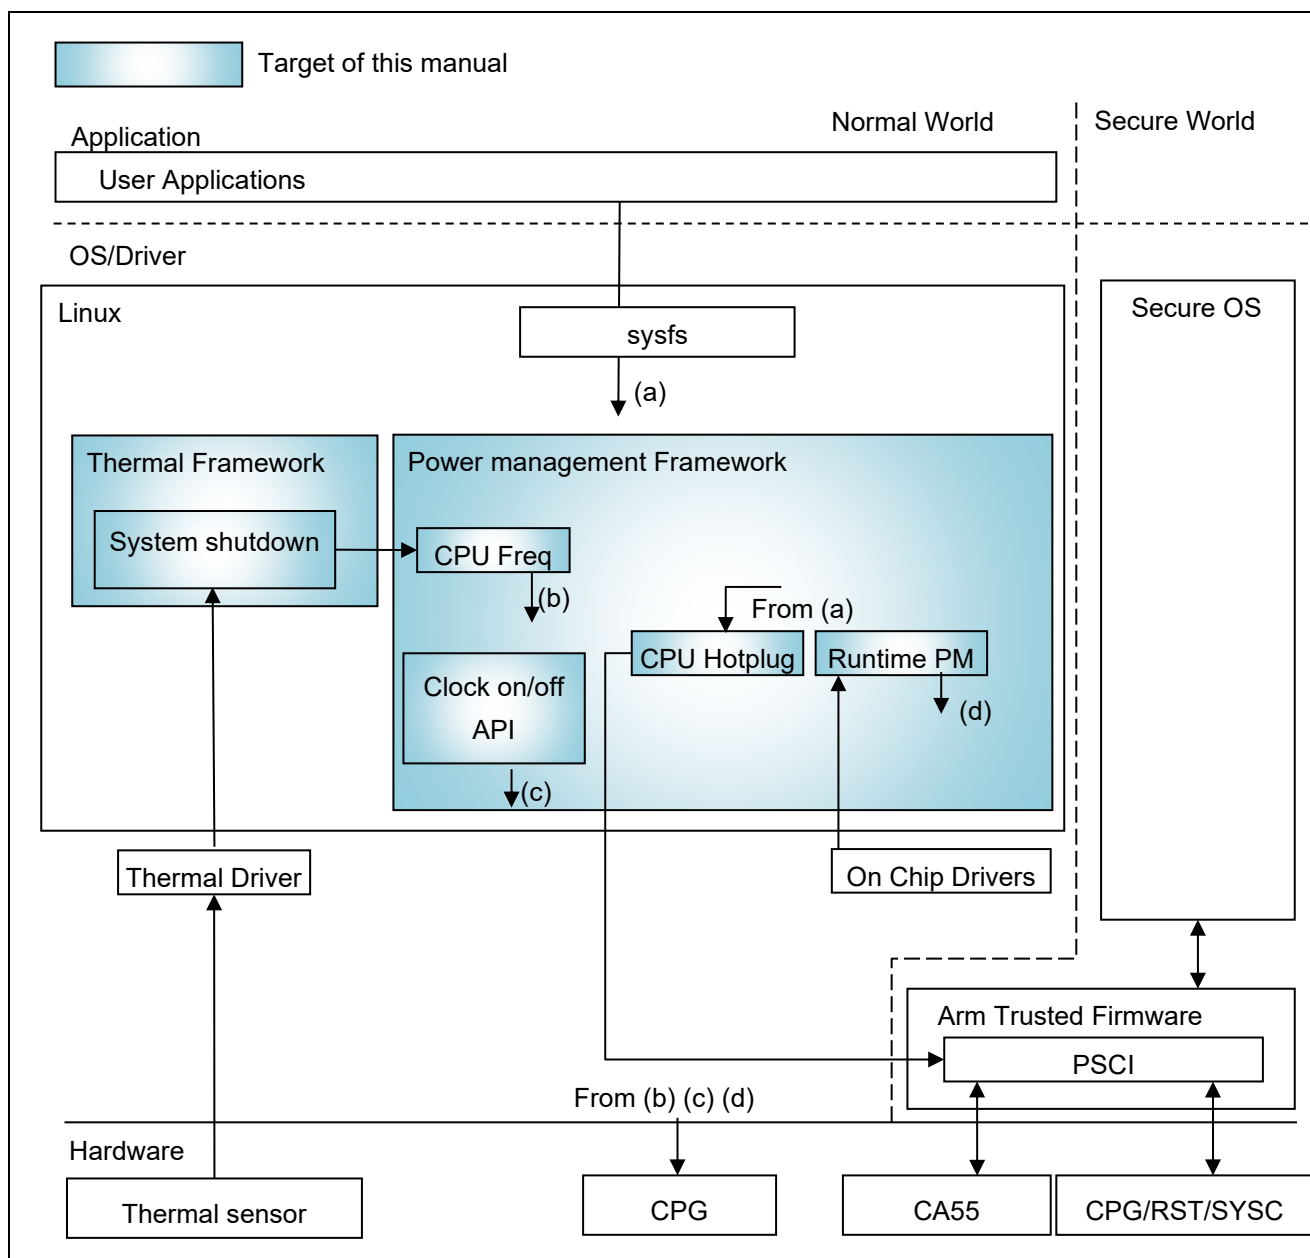 Target of this manual
Normal World
Secure World
Application
User Applications
OS/Driver
Linux
Secure OS
sysfs
(a)
Thermal Framework
Power management Framework
System shutdown
CPU Freq
(b)
From (a)
CPU Hotplug
Runtime PM
Clock on/off
API
(d)
(c)
Thermal Driver
On Chip Drivers
Arm Trusted Firmware
PSCI
From (b) (c) (d)
Hardware
Thermal sensor
CPG
CA55
CPG/RST/SYSC